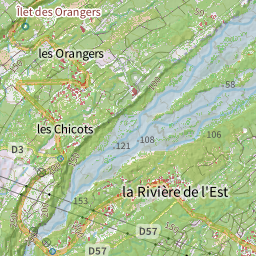 Îlet des Orangers
les Orangers
58
les Chicots
108
106
121
D3
la Rivière de l'Est
153
D57
D57